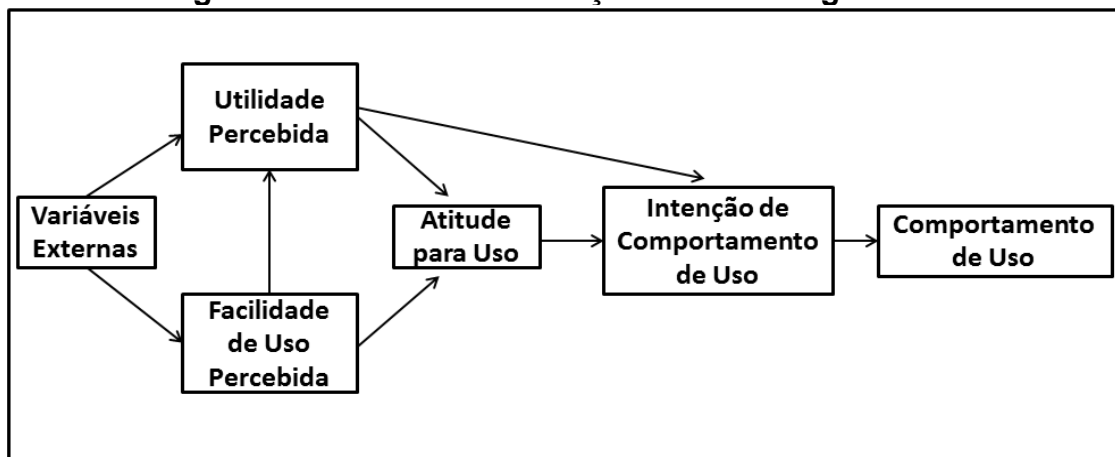 Utilidade
Percebida
Variáveis
Externas
Facilidade
de Uso
Percebida
Atitude
para Uso
Intenção de
Comportamento
de Uso
Comportamento
de Uso